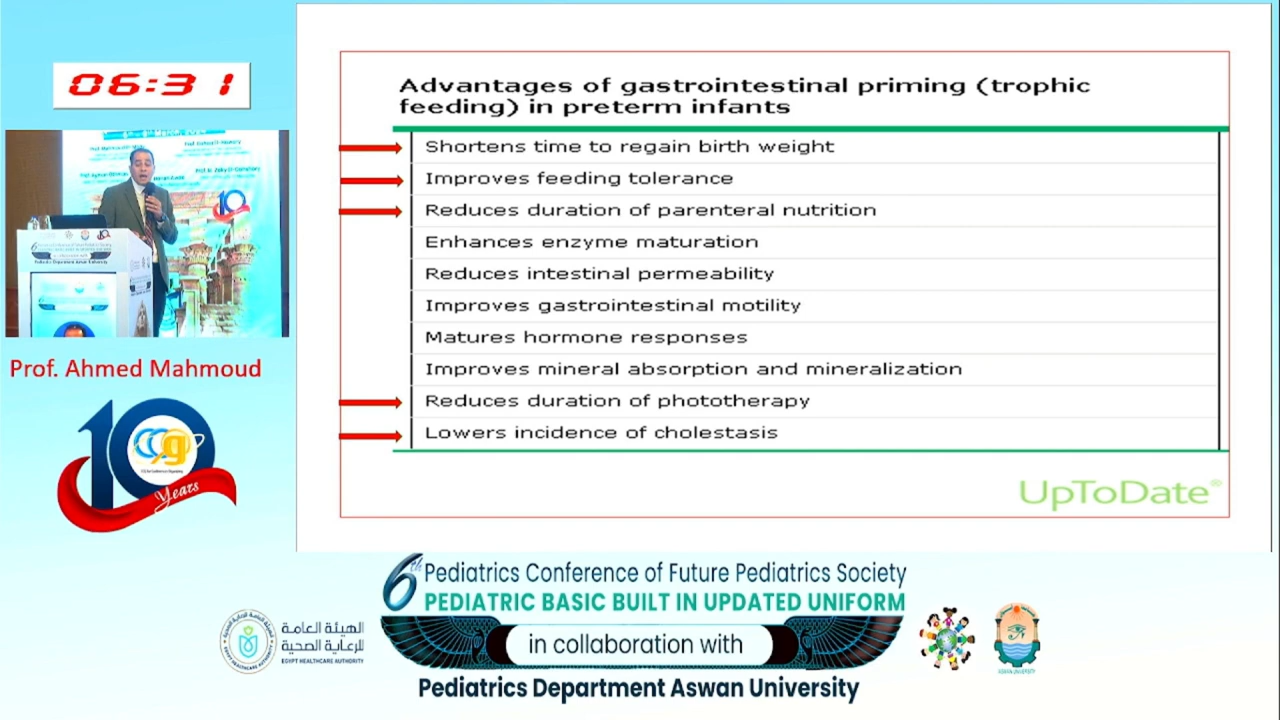 06:31
Advantages of gastrointestinal priming (trophic
feeding) in preterm infants
Shortens time to regain birth weight
Improves feeding tolerance
Reduces duration of parenteral nutrition
Enhances enzyme maturation
Reduces intestinal permeability
Improves gastrointestinal motility
Matures hormone responses
Improves mineral absorption and mineralization
Reduces duration of phototherapy
Lowers incidence of cholestasis
UpToDate®
Prof. Ahmed Mahmoud
10
Years
6th Pediatrics Conference of Future Pediatrics Society
PEDIATRIC BASIC BUILT IN UPDATED UNIFORM
in collaboration with
Pediatrics Department Aswan University
الهيئة العامة
للرعاية الصحية
EGYPT HEALTHCARE AUTHORITY
ASWAN UNIVERSITY